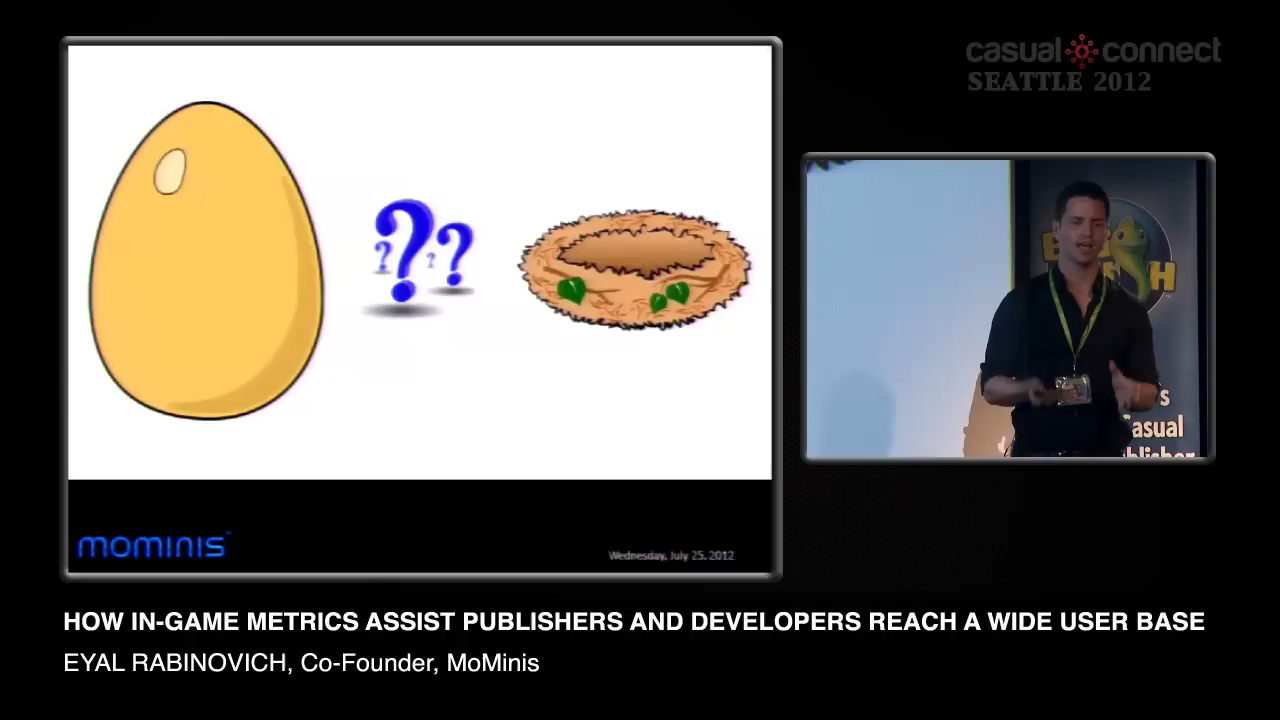 casual connect
SEATTLE 2012
?
?
?
?
mominis
Wednesday, July 25, 2012
's
Casual
HOW IN-GAME METRICS ASSIST PUBLISHERS AND DEVELOPERS REACH A WIDE USER BASE
EYAL RABINOVICH, Co-Founder, MoMinis